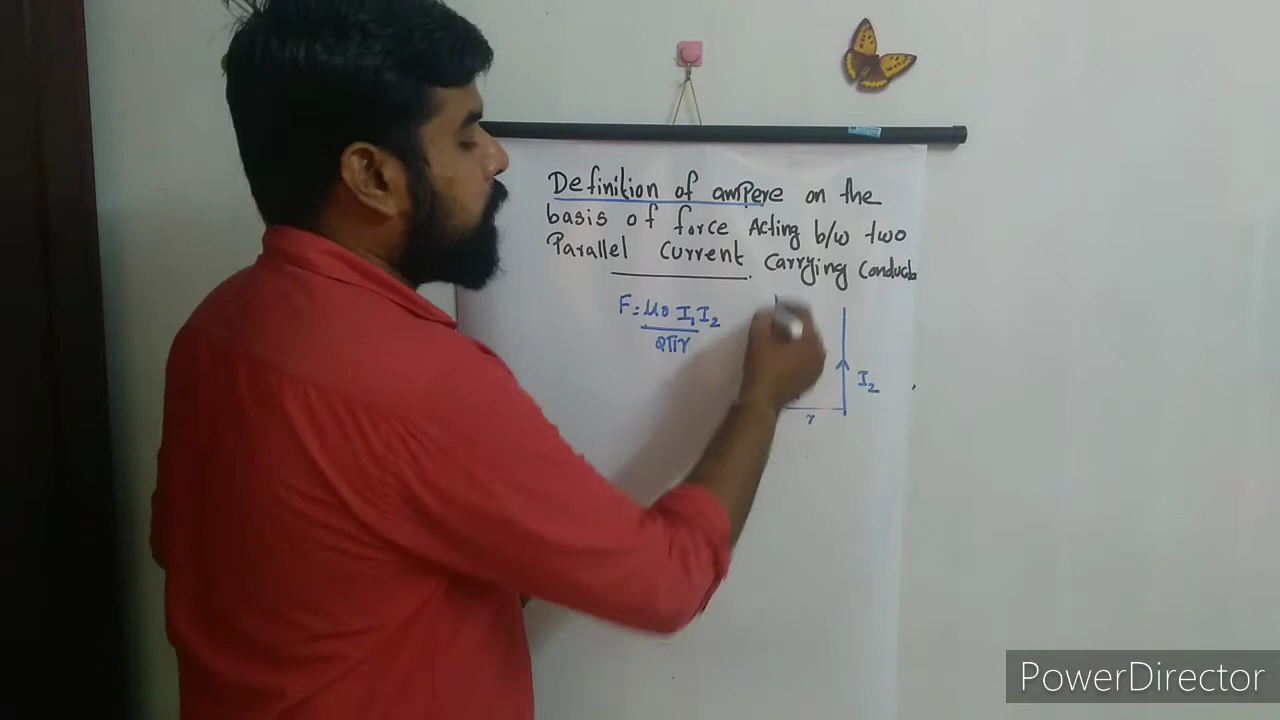 Definition of ampere on the
basis of force Acting b/w two
Parallel Current Carrying Conducto
F = μ0 I1 I2
2πr
I2
r
PowerDirector